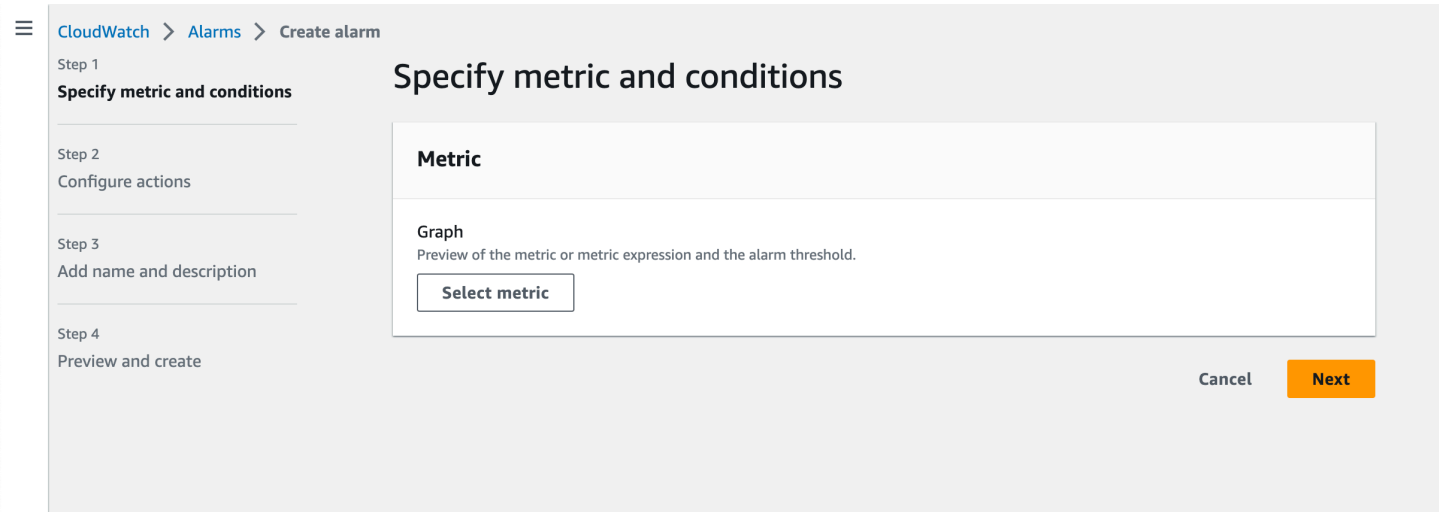 CloudWatch > Alarms > Create alarm
Step 1
Specify metric and conditions
Step 2
Configure actions
Step 3
Add name and description
Step 4
Preview and create
Specify metric and conditions
Metric
Graph
Preview of the metric or metric expression and the alarm threshold.
Select metric
Cancel Next